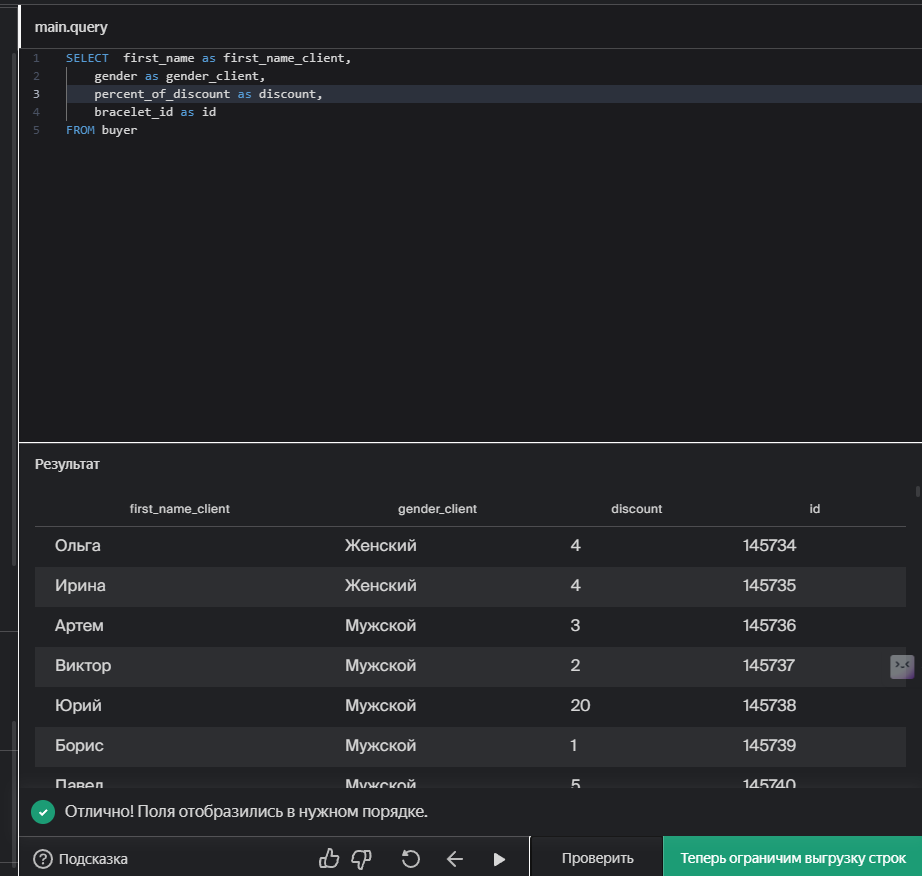 main.query
1 SELECT  first_name as first_name_client,
2     gender as gender_client,
3     percent_of_discount as discount,
4     bracelet_id as id
5 FROM buyer
Результат
first_name_client gender_client discount id
Ольга Женский 4 145734
Ирина Женский 4 145735
Артем Мужской 3 145736
Виктор Мужской 2 145737
Юрий Мужской 20 145738
Борис Мужской 1 145739
Павел Мужской 5 145740
Отлично! Поля отобразились в нужном порядке.
Подсказка Проверить Теперь ограничим выгрузку строк